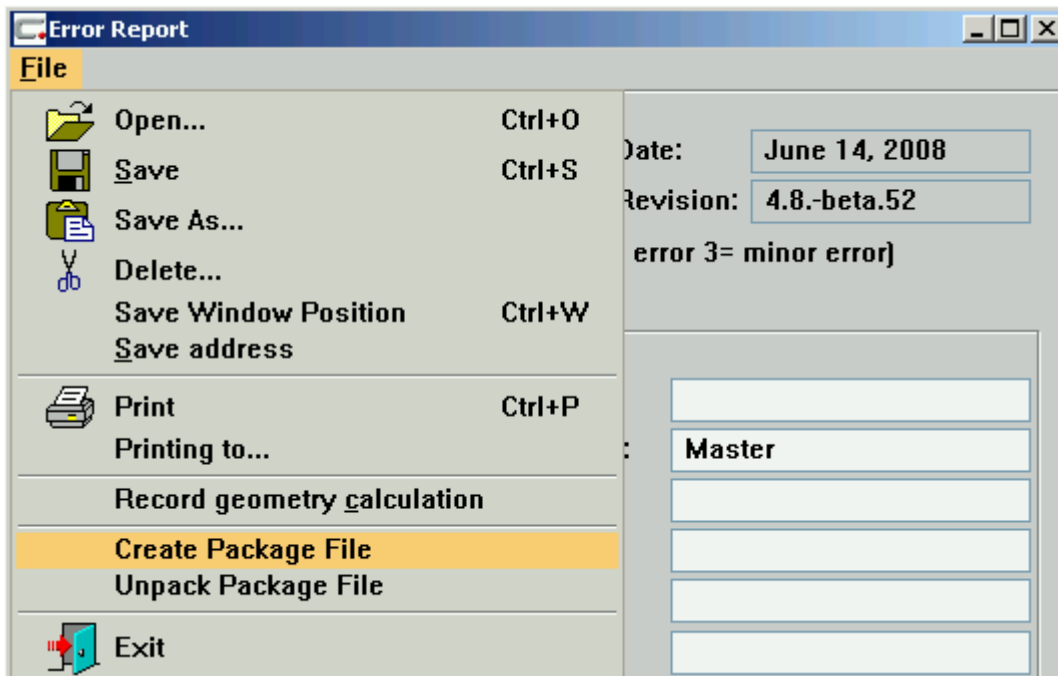 Error Report
File
Open... Ctrl+O
Save Ctrl+S
Save As...
Delete...
Save Window Position Ctrl+W
Save address
Print Ctrl+P
Printing to...
Record geometry calculation
Create Package File
Unpack Package File
Exit
Date: June 14, 2008
Revision: 4.8.-beta.52
error 3= minor error)
: Master